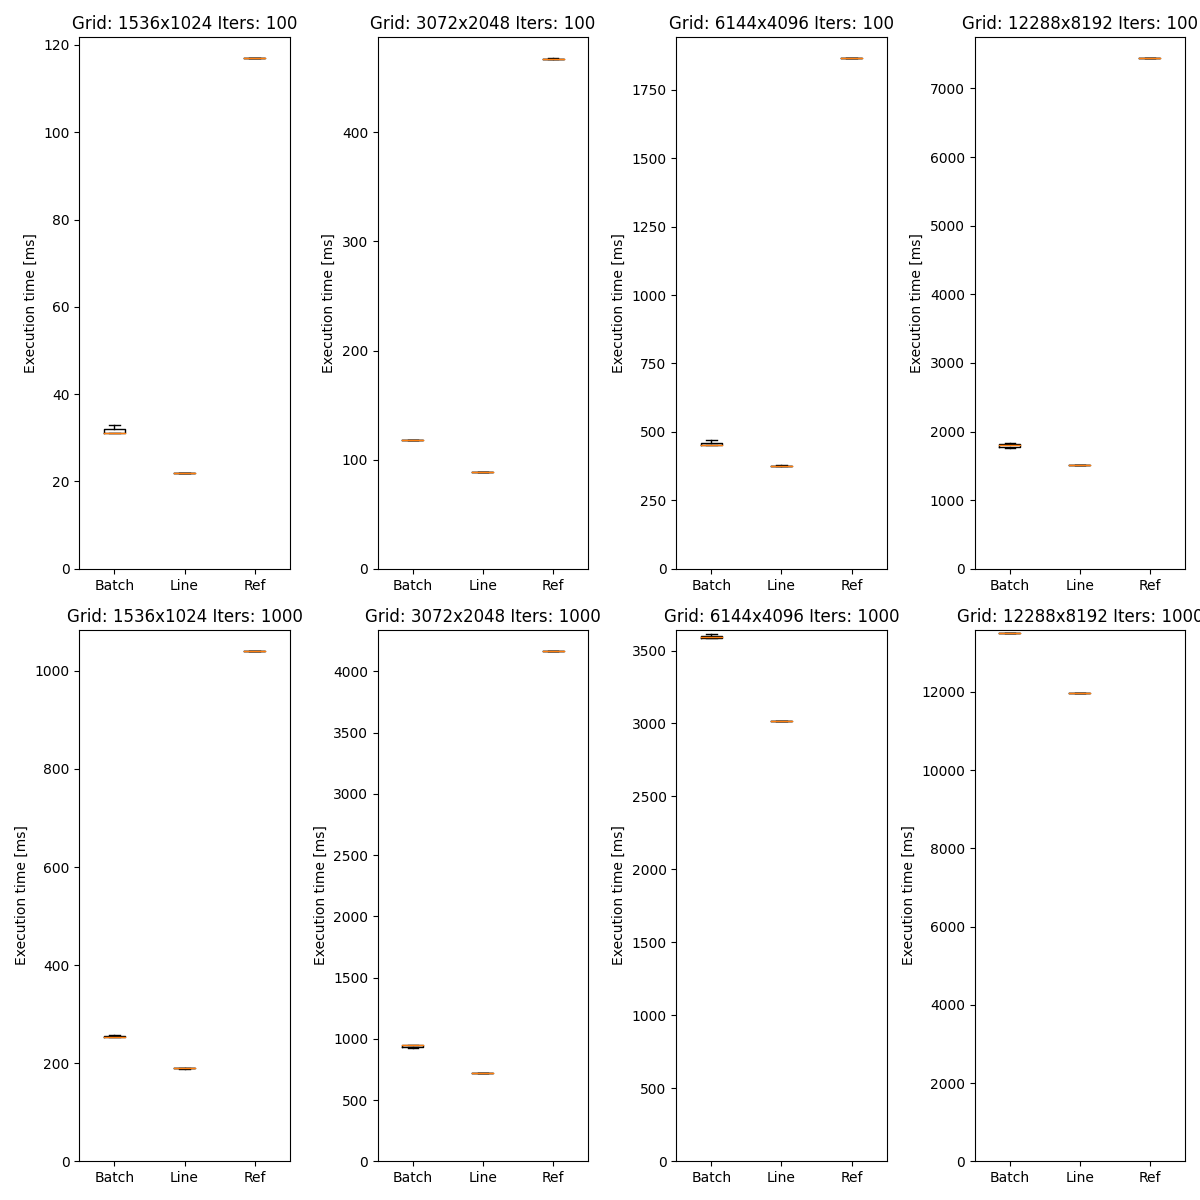 Grid: 1536x1024 Iters: 100
Execution time [ms]
120
100
80
60
40
20
0
Batch Line Ref
Grid: 3072x2048 Iters: 100
Execution time [ms]
400
300
200
100
0
Batch Line Ref
Grid: 6144x4096 Iters: 100
Execution time [ms]
1750
1500
1250
1000
750
500
250
0
Batch Line Ref
Grid: 12288x8192 Iters: 100
Execution time [ms]
7000
6000
5000
4000
3000
2000
1000
0
Batch Line Ref
Grid: 1536x1024 Iters: 1000
Execution time [ms]
1000
800
600
400
200
0
Batch Line Ref
Grid: 3072x2048 Iters: 1000
Execution time [ms]
4000
3500
3000
2500
2000
1500
1000
500
0
Batch Line Ref
Grid: 6144x4096 Iters: 1000
Execution time [ms]
3500
3000
2500
2000
1500
1000
500
0
Batch Line Ref
Grid: 12288x8192 Iters: 1000
Execution time [ms]
12000
10000
8000
6000
4000
2000
0
Batch Line Ref